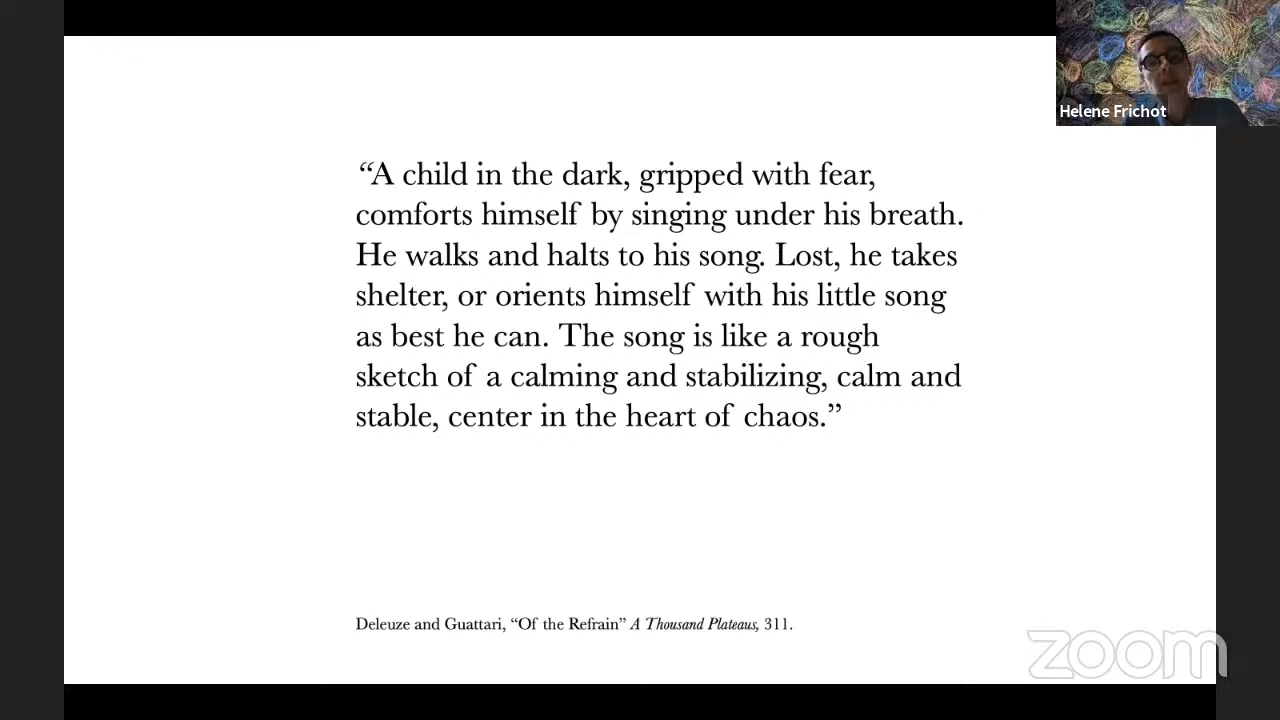 Helene Frichot
“A child in the dark, gripped with fear,
comforts himself by singing under his breath.
He walks and halts to his song. Lost, he takes
shelter, or orients himself with his little song
as best he can. The song is like a rough
sketch of a calming and stabilizing, calm and
stable, center in the heart of chaos.”
Deleuze and Guattari, “Of the Refrain” A Thousand Plateaus, 311.
zoom